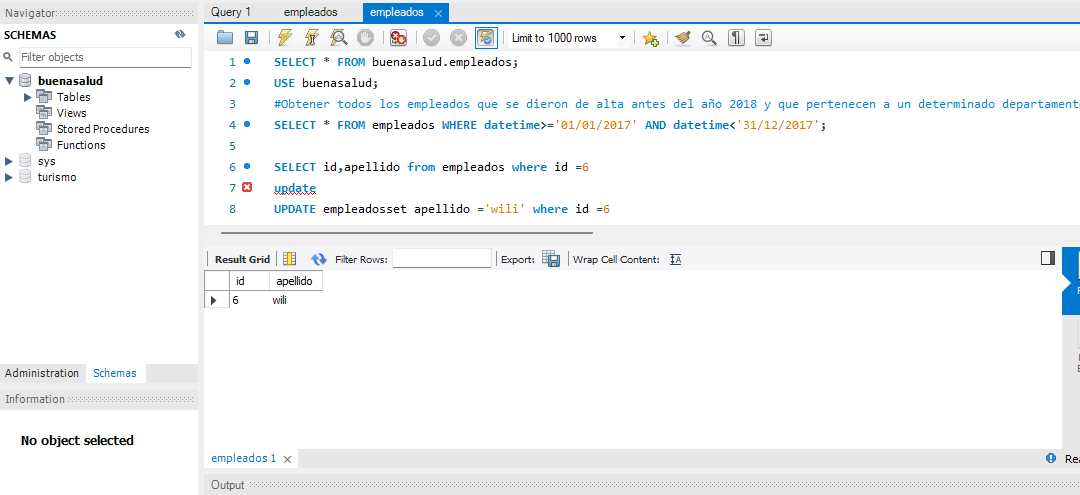 Navigator
SCHEMAS
Filter objects
buenasalud
Tables
Views
Stored Procedures
Functions
sys
turismo
Administration Schemas
Information
No object selected
Query 1 empleados empleados
Limit to 1000 rows
1 SELECT * FROM buenasalud.empleados;
2 USE buenasalud;
3 #Obtener todos los empleados que se dieron de alta antes del año 2018 y que pertenecen a un determinado departament
4 SELECT * FROM empleados WHERE datetime>='01/01/2017' AND datetime<'31/12/2017';
5
6 SELECT id,apellido from empleados where id =6
7 update
8 UPDATE empleadosset apellido ='wili' where id =6
Result Grid Filter Rows: Export: Wrap Cell Content:
id apellido
6 wili
empleados 1
Rea
Output